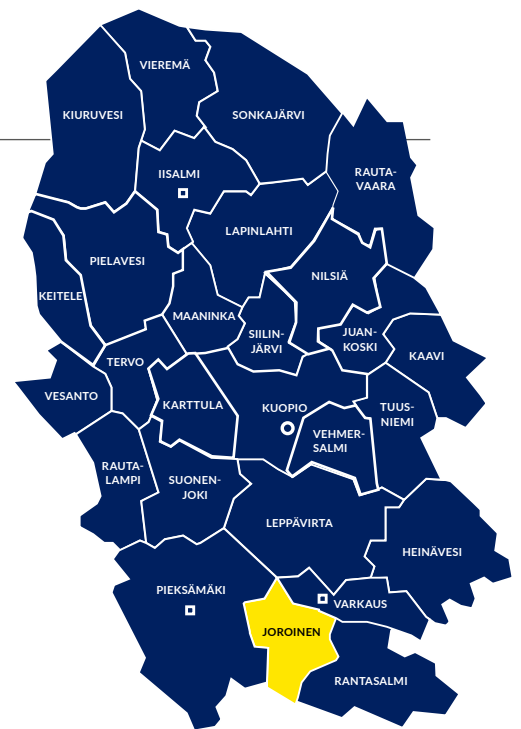 VIEREMÄ
KIURUVESI
SONKAJÄRVI
IISALMI
RAUTA-
VAARA
LAPINLAHTI
PIELAVESI
NILSIÄ
KEITELE
MAANINKA
SIILIN-
JÄRVI
JUAN-
KOSKI
KAAVI
TERVO
VESANTO
KARTTULA
KUOPIO
TUUS-
NIEMI
VEHMER-
SALMI
RAUTA-
LAMPI
SUONEN-
JOKI
LEPPÄVIRTA
HEINÄVESI
PIEKSÄMÄKI
VARKAUS
JOROINEN
RANTASALMI